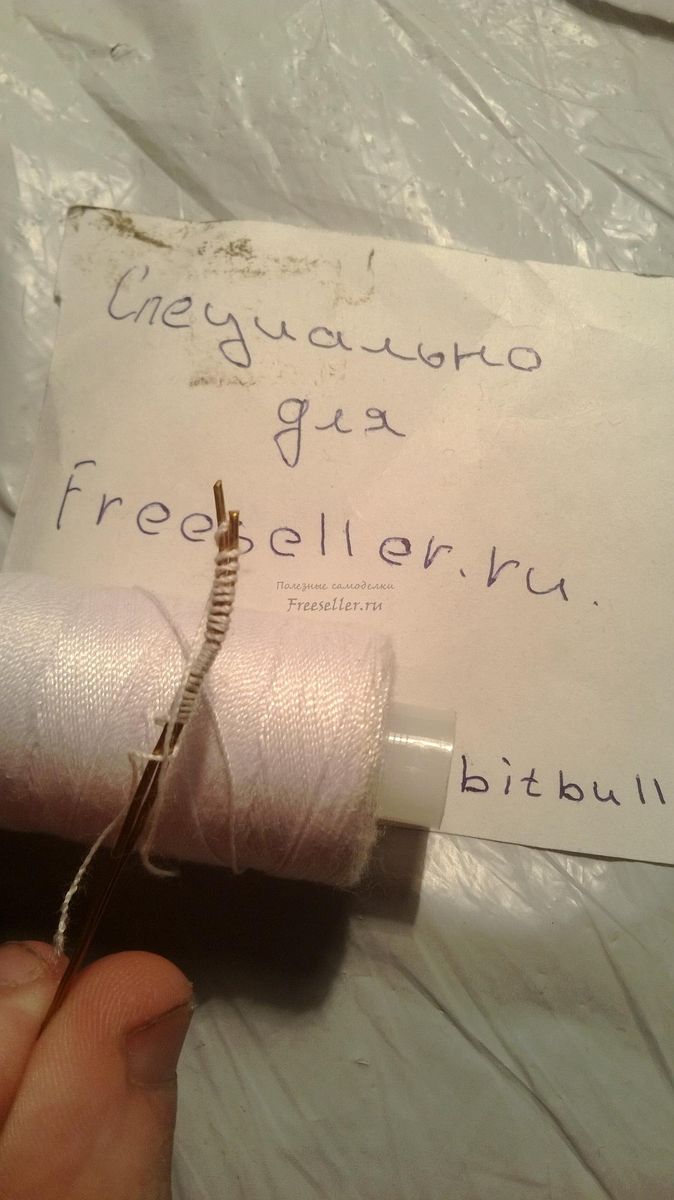 Специально
для
Freeseller.ru.
Полезные самоделки
Freeseller.ru
bitbull